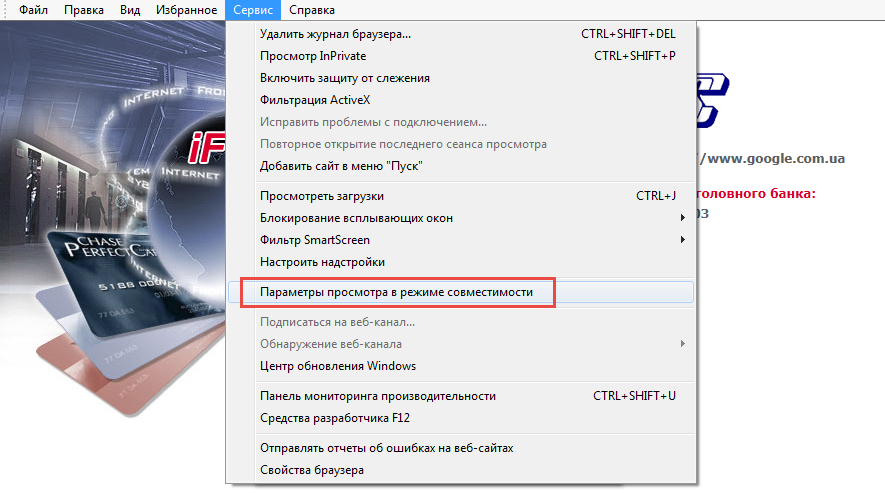 Файл Правка Вид Избранное Сервис Справка
Удалить журнал браузера... CTRL+SHIFT+DEL
Просмотр InPrivate CTRL+SHIFT+P
Включить защиту от слежения
Фильтрация ActiveX
Исправить проблемы с подключением...
Повторное открытие последнего сеанса просмотра
Добавить сайт в меню "Пуск"
Просмотреть загрузки CTRL+J
Блокирование всплывающих окон
Фильтр SmartScreen
Настроить надстройки
Параметры просмотра в режиме совместимости
Подписаться на веб-канал...
Обнаружение веб-канала
Центр обновления Windows
Панель мониторинга производительности CTRL+SHIFT+U
Средства разработчика F12
Отправлять отчеты об ошибках на веб-сайтах
Свойства браузера
INTERNET
iF
INTERNET
CHASE
PERFECTCA
5188
INTERNET
//www.google.com.ua
головного банка:
03